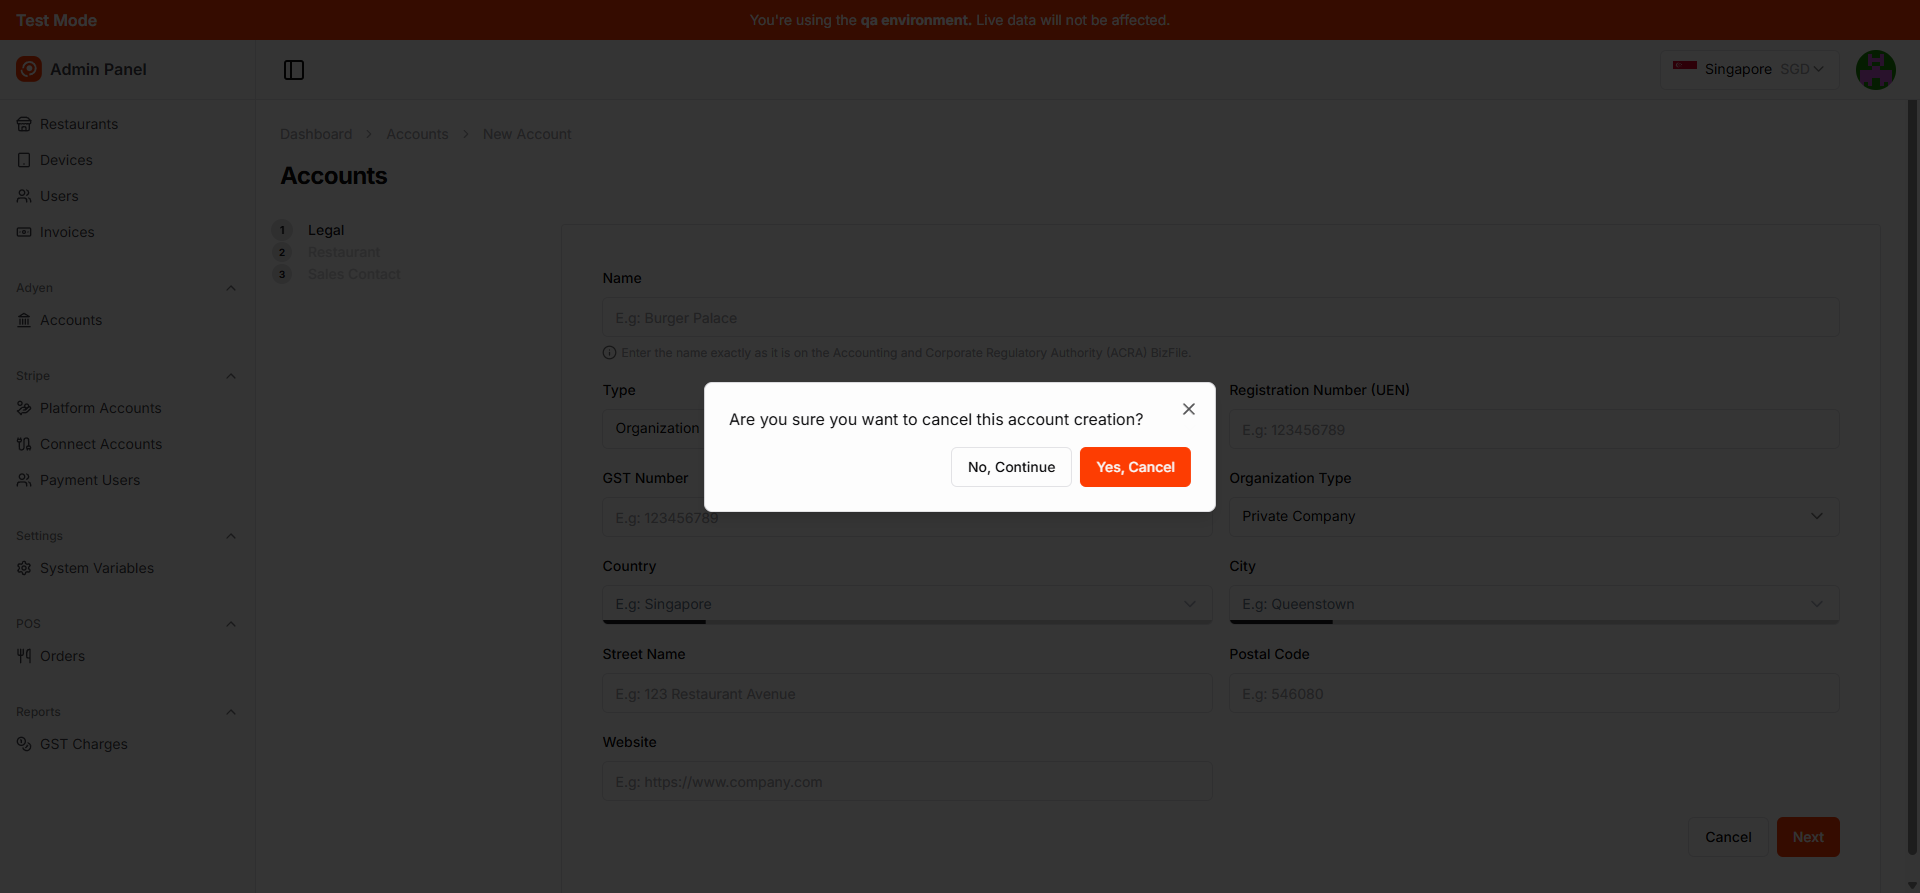 Test Mode
You're using the qa environment. Live data will not be affected.
Admin Panel
Singapore SGD
Restaurants
Devices
Users
Invoices
Adyen
Accounts
Stripe
Platform Accounts
Connect Accounts
Payment Users
Settings
System Variables
POS
Orders
Reports
GST Charges
Dashboard > Accounts > New Account
Accounts
1 Legal
2 Restaurant
3 Sales Contact
Name
E.g: Burger Palace
Enter the name exactly as it is on the Accounting and Corporate Regulatory Authority (ACRA) BizFile.
Type
Organization
Registration Number (UEN)
E.g: 123456789
Are you sure you want to cancel this account creation?
No, Continue
Yes, Cancel
GST Number
E.g: 123456789
Organization Type
Private Company
Country
E.g: Singapore
City
E.g: Queenstown
Street Name
E.g: 123 Restaurant Avenue
Postal Code
E.g: 546080
Website
E.g: https://www.company.com
Cancel
Next